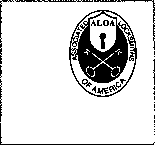 ALOA
ASSOCIATED LOCKSMITHS
OF AMERICA